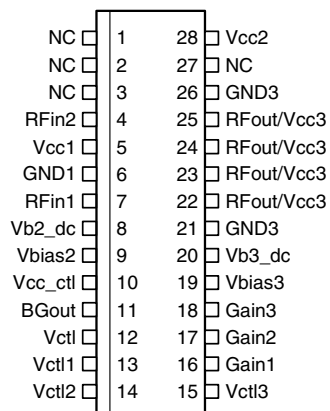 NC 1 28 Vcc2
NC 2 27 NC
NC 3 26 GND3
RFin2 4 25 RFout/Vcc3
Vcc1 5 24 RFout/Vcc3
GND1 6 23 RFout/Vcc3
RFin1 7 22 RFout/Vcc3
Vb2_dc 8 21 GND3
Vbias2 9 20 Vb3_dc
Vcc_ctl 10 19 Vbias3
BGout 11 18 Gain3
Vctl 12 17 Gain2
Vctl1 13 16 Gain1
Vctl2 14 15 Vctl3